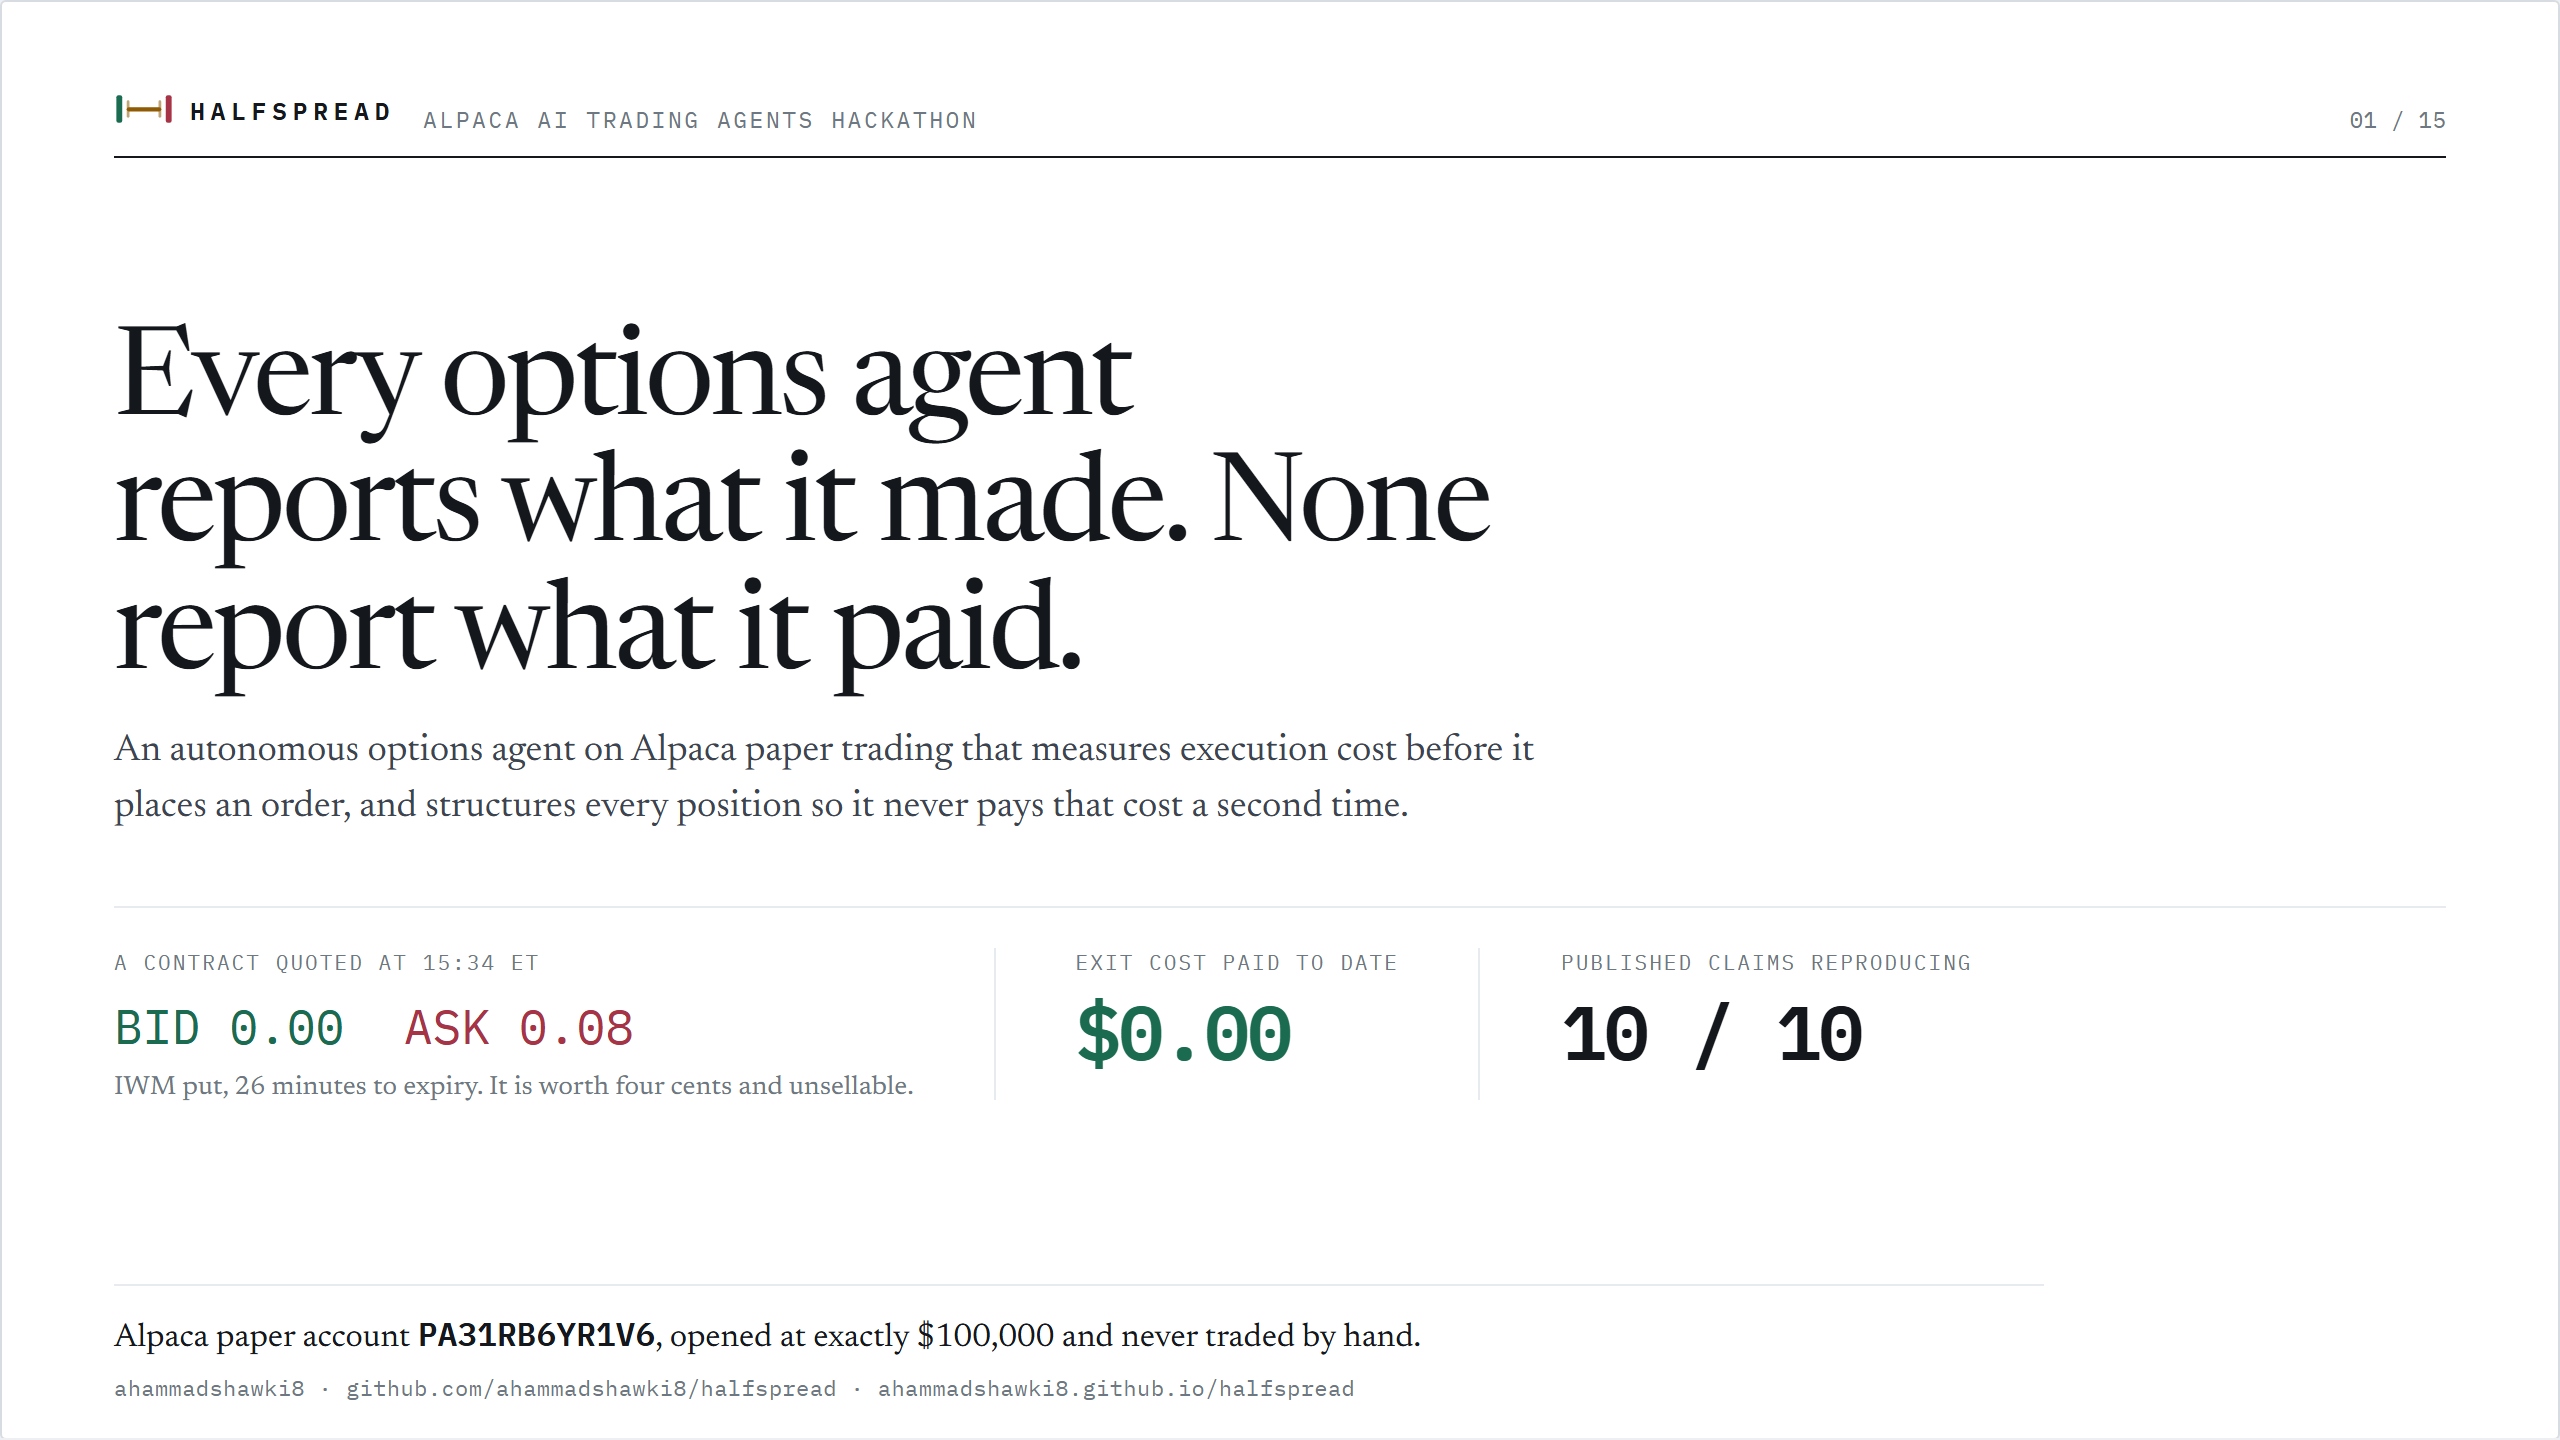 HALFSPREAD ALPACA AI TRADING AGENTS HACKATHON 01 / 15
Every options agent
reports what it made. None
report what it paid.
An autonomous options agent on Alpaca paper trading that measures execution cost before it
places an order, and structures every position so it never pays that cost a second time.
A CONTRACT QUOTED AT 15:34 ET
BID 0.00 ASK 0.08
IWM put, 26 minutes to expiry. It is worth four cents and unsellable.
EXIT COST PAID TO DATE
$0.00
PUBLISHED CLAIMS REPRODUCING
10 / 10
Alpaca paper account PA31RB6YR1V6, opened at exactly $100,000 and never traded by hand.
ahammadshawki8 · github.com/ahammadshawki8/halfspread · ahammadshawki8.github.io/halfspread